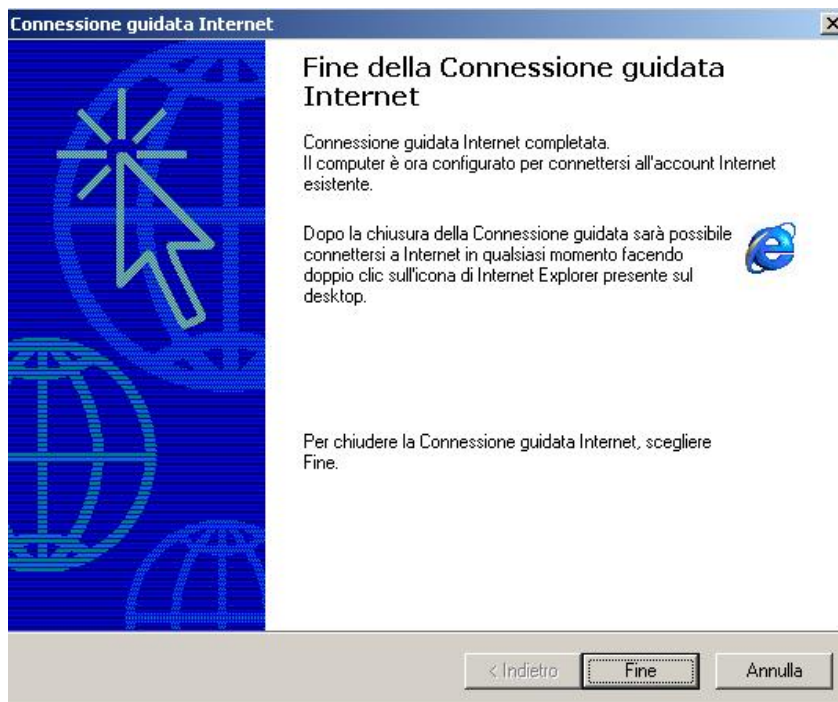 Connessione guidata Internet
Fine della Connessione guidata
Internet
Connessione guidata Internet completata.
Il computer è ora configurato per connettersi all'account Internet
esistente.
Dopo la chiusura della Connessione guidata sarà possibile
connettersi a Internet in qualsiasi momento facendo
doppio clic sull'icona di Internet Explorer presente sul
desktop.
Per chiudere la Connessione guidata Internet, scegliere
Fine.
< Indietro Fine Annulla